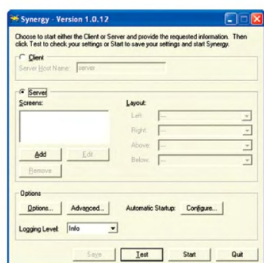 Synergy - Version 1.0.12
Choose to start either the Client or Server and provide the requested information. Then
click Test to check your settings or Start to save your settings and start Synergy.
Client
Server Host Name: server
Server
Screens:
Layout:
Left: ---
Right: ---
Above: ---
Below: ---
Add Edit
Remove
Options
Options... Advanced... Automatic Startup: Configure...
Logging Level: Info
Save Test Start Quit